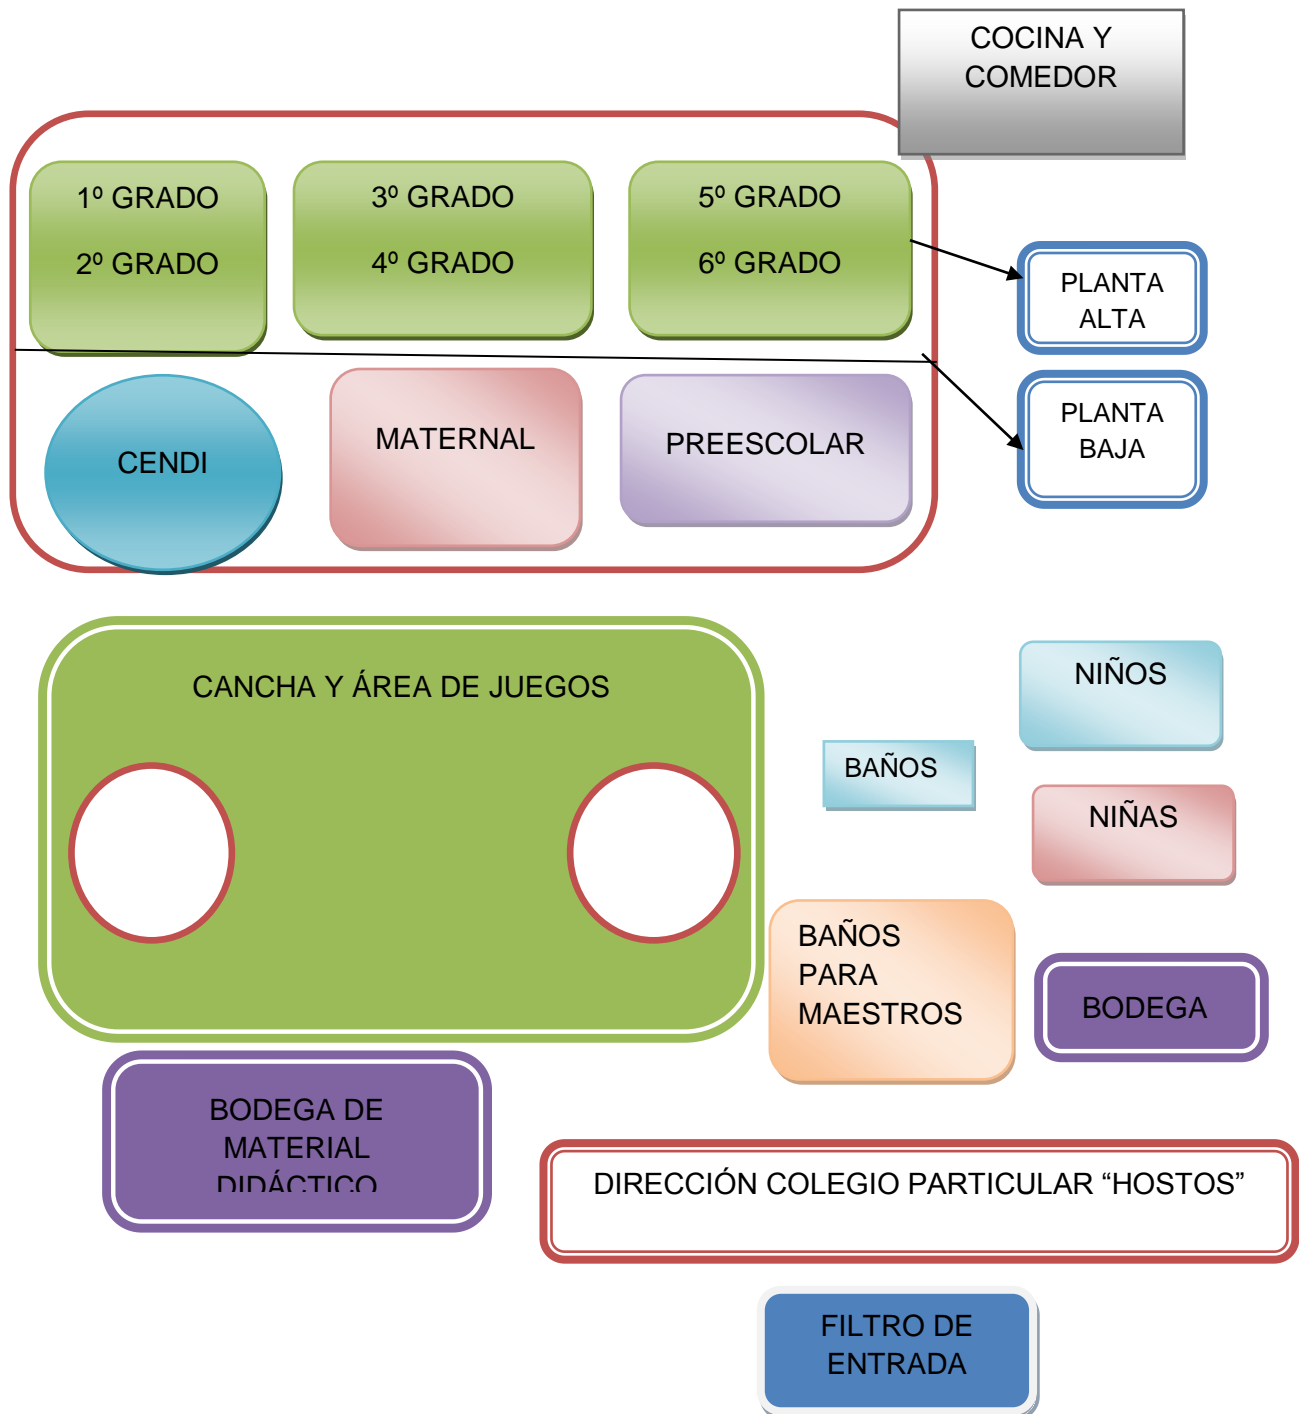 COCINA Y
COMEDOR
1º GRADO
2º GRADO
3º GRADO
4º GRADO
5º GRADO
6º GRADO
PLANTA
ALTA
PLANTA
BAJA
CENDI
MATERNAL
PREESCOLAR
CANCHA Y ÁREA DE JUEGOS
NIÑOS
BAÑOS
NIÑAS
BAÑOS
PARA
MAESTROS
BODEGA
BODEGA DE
MATERIAL
DIDÁCTICO
DIRECCIÓN COLEGIO PARTICULAR “HOSTOS”
FILTRO DE
ENTRADA